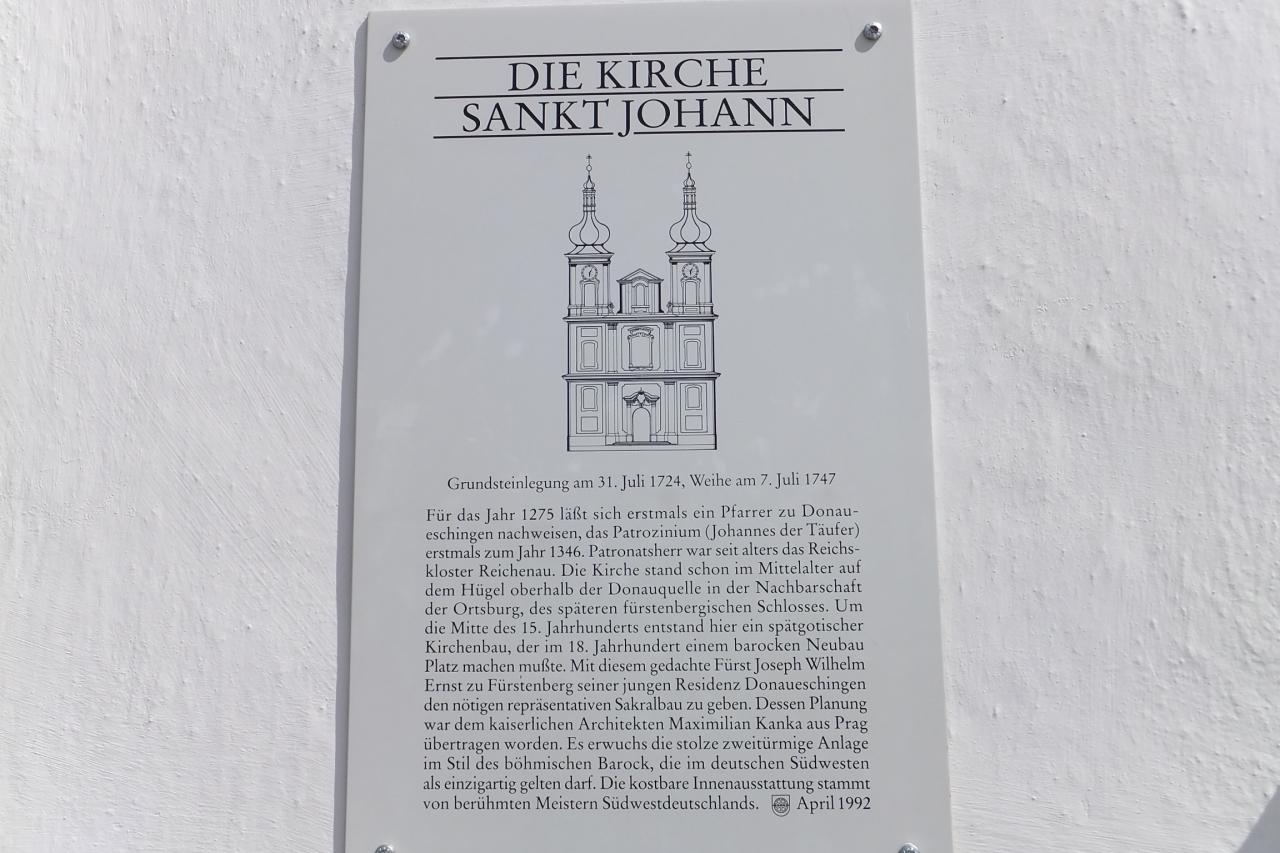 DIE KIRCHE
SANKT JOHANN
Grundsteinlegung am 31. Juli 1724, Weihe am 7. Juli 1747
Für das Jahr 1275 läßt sich erstmals ein Pfarrer zu Donau-
eschingen nachweisen, das Patrozinium (Johannes der Täufer)
erstmals zum Jahr 1346. Patronatsherr war seit alters das Reichs-
kloster Reichenau. Die Kirche stand schon im Mittelalter auf
dem Hügel oberhalb der Donauquelle in der Nachbarschaft
der Ortsburg, des späteren fürstenbergischen Schlosses. Um
die Mitte des 15. Jahrhunderts entstand hier ein spätgotischer
Kirchenbau, der im 18. Jahrhundert einem barocken Neubau
Platz machen mußte. Mit diesem gedachte Fürst Joseph Wilhelm
Ernst zu Fürstenberg seiner jungen Residenz Donaueschingen
den nötigen repräsentativen Sakralbau zu geben. Dessen Planung
war dem kaiserlichen Architekten Maximilian Kanka aus Prag
übertragen worden. Es erwuchs die stolze zweitürmige Anlage
im Stil des böhmischen Barock, die im deutschen Südwesten
als einzigartig gelten darf. Die kostbare Innenausstattung stammt
von berühmten Meistern Südwestdeutschlands. April 1992